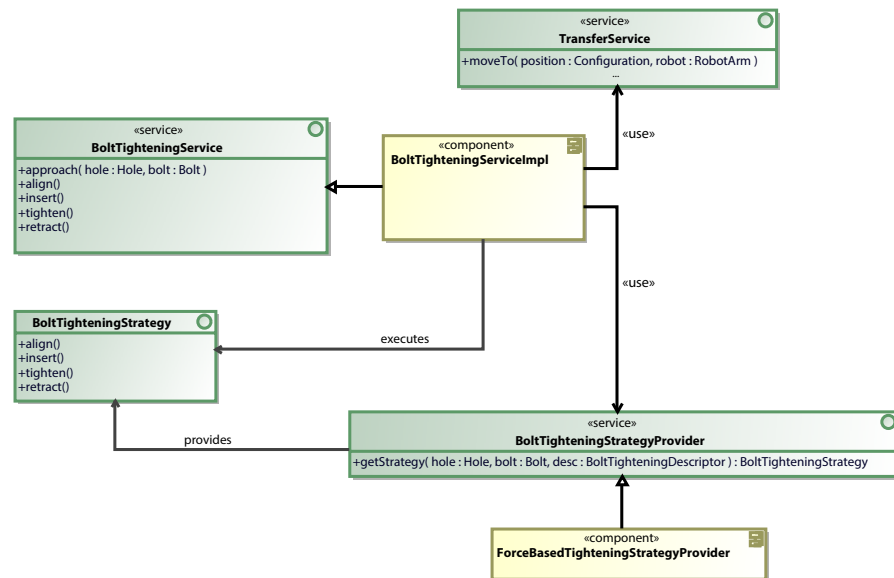 «service»
TransferService
+moveTo( position : Configuration, robot : RobotArm )
...
«use»
«service»
BoltTighteningService
+approach( hole : Hole, bolt : Bolt )
+align()
+insert()
+tighten()
+retract()
«component»
BoltTighteningServiceImpl
«use»
BoltTighteningStrategy
+align()
+insert()
+tighten()
+retract()
executes
provides
«service»
BoltTighteningStrategyProvider
+getStrategy( hole : Hole, bolt : Bolt, desc : BoltTighteningDescriptor ) : BoltTighteningStrategy
«component»
ForceBasedTighteningStrategyProvider